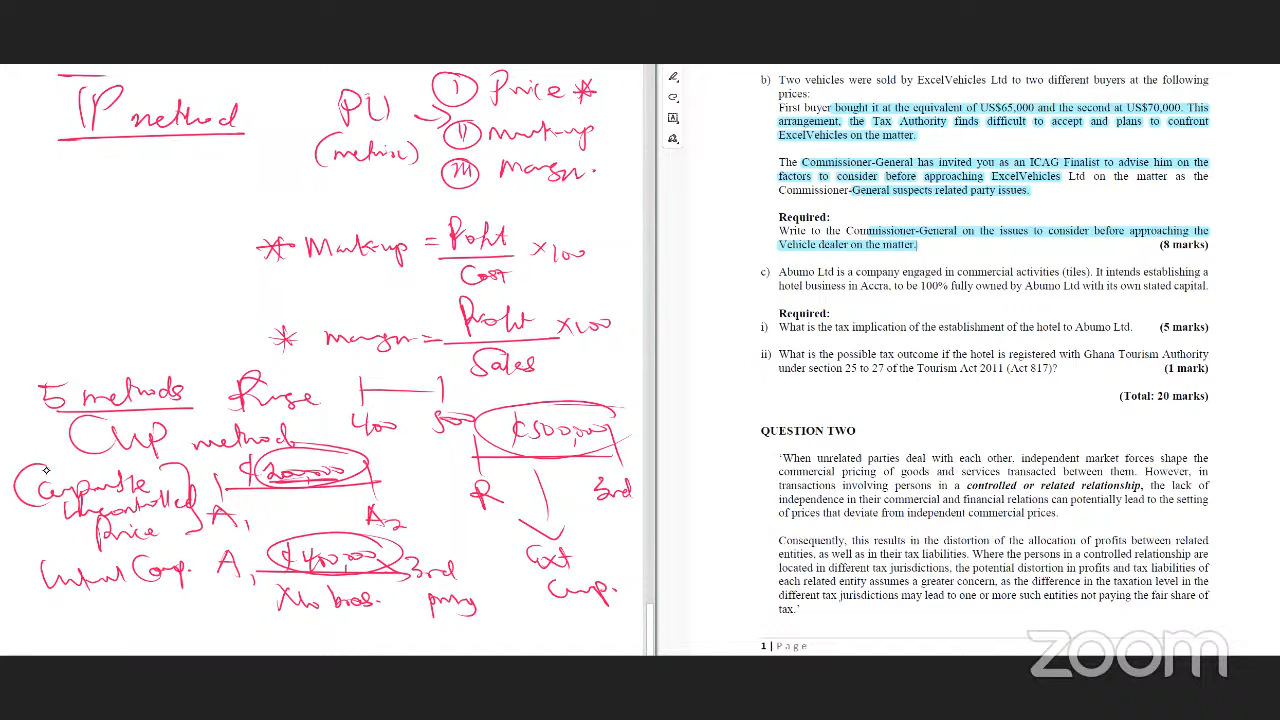 TP method
PLI
(metrix)
I Price *
II mark-up
III Margin.
* Mark-up = Profit / Cost × 100
* margin = Profit / Sales × 100
5 methods Range
400 500
CUP method
(Comparable
uncontrolled
Price
¢200,000
A1 A2
¢500,000
R 3rd
Ext
Comp.
Internal Comp. A1 ¢400,000 3rd
party
No bros.
b) Two vehicles were sold by ExcelVehicles Ltd to two different buyers at the following
prices:
First buyer bought it at the equivalent of US$65,000 and the second at US$70,000. This
arrangement, the Tax Authority finds difficult to accept and plans to confront
ExcelVehicles on the matter.
The Commissioner-General has invited you as an ICAG Finalist to advise him on the
factors to consider before approaching ExcelVehicles Ltd on the matter as the
Commissioner-General suspects related party issues.
Required:
Write to the Commissioner-General on the issues to consider before approaching the
Vehicle dealer on the matter. (8 marks)
c) Abumo Ltd is a company engaged in commercial activities (tiles). It intends establishing a
hotel business in Accra, to be 100% fully owned by Abumo Ltd with its own stated capital.
Required:
i) What is the tax implication of the establishment of the hotel to Abumo Ltd. (5 marks)
ii) What is the possible tax outcome if the hotel is registered with Ghana Tourism Authority
under section 25 to 27 of the Tourism Act 2011 (Act 817)? (1 mark)
(Total: 20 marks)
QUESTION TWO
‘When unrelated parties deal with each other, independent market forces shape the
commercial pricing of goods and services transacted between them. However, in
transactions involving persons in a controlled or related relationship, the lack of
independence in their commercial and financial relations can potentially lead to the setting
of prices that deviate from independent commercial prices.
Consequently, this results in the distortion of the allocation of profits between related
entities, as well as in their tax liabilities. Where the persons in a controlled relationship are
located in different tax jurisdictions, the potential distortion in profits and tax liabilities of
each related entity assumes a greater concern, as the difference in the taxation level in the
different tax jurisdictions may lead to one or more such entities not paying the fair share of
tax.’
1 | Page
zoom